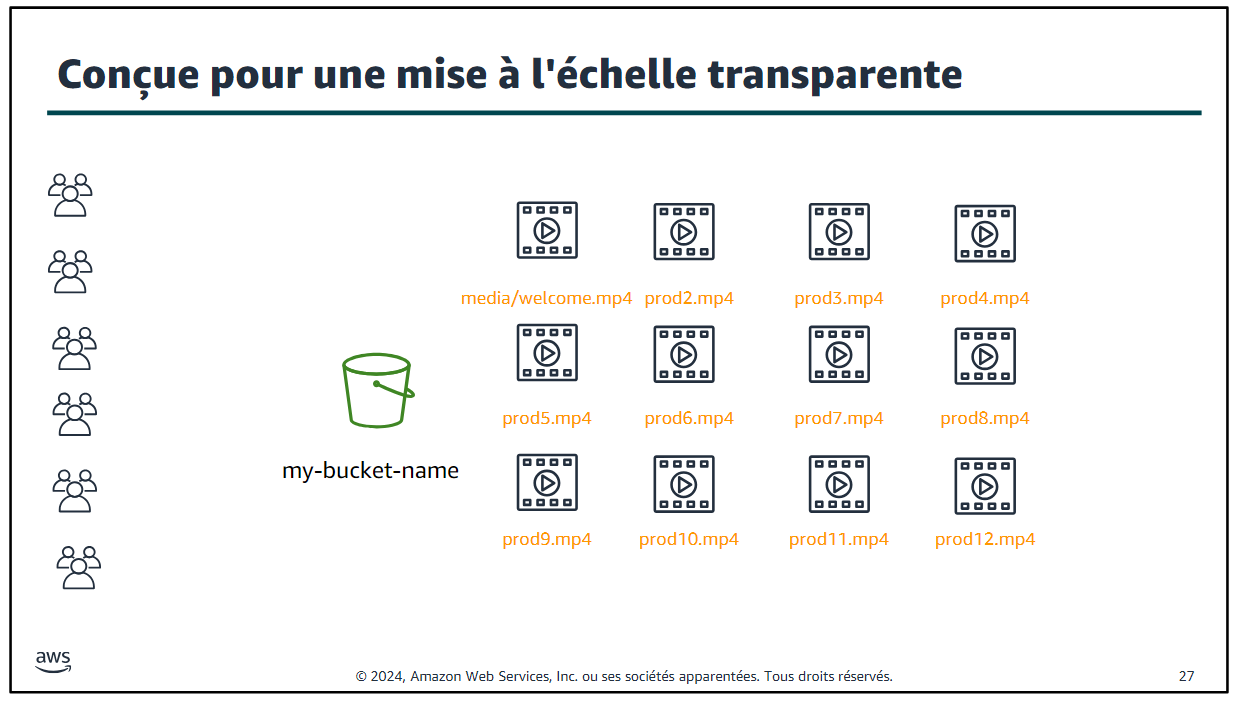 Conçue pour une mise à l'échelle transparente
media/welcome.mp4 prod2.mp4 prod3.mp4 prod4.mp4
prod5.mp4 prod6.mp4 prod7.mp4 prod8.mp4
my-bucket-name
prod9.mp4 prod10.mp4 prod11.mp4 prod12.mp4
aws
© 2024, Amazon Web Services, Inc. ou ses sociétés apparentées. Tous droits réservés. 27